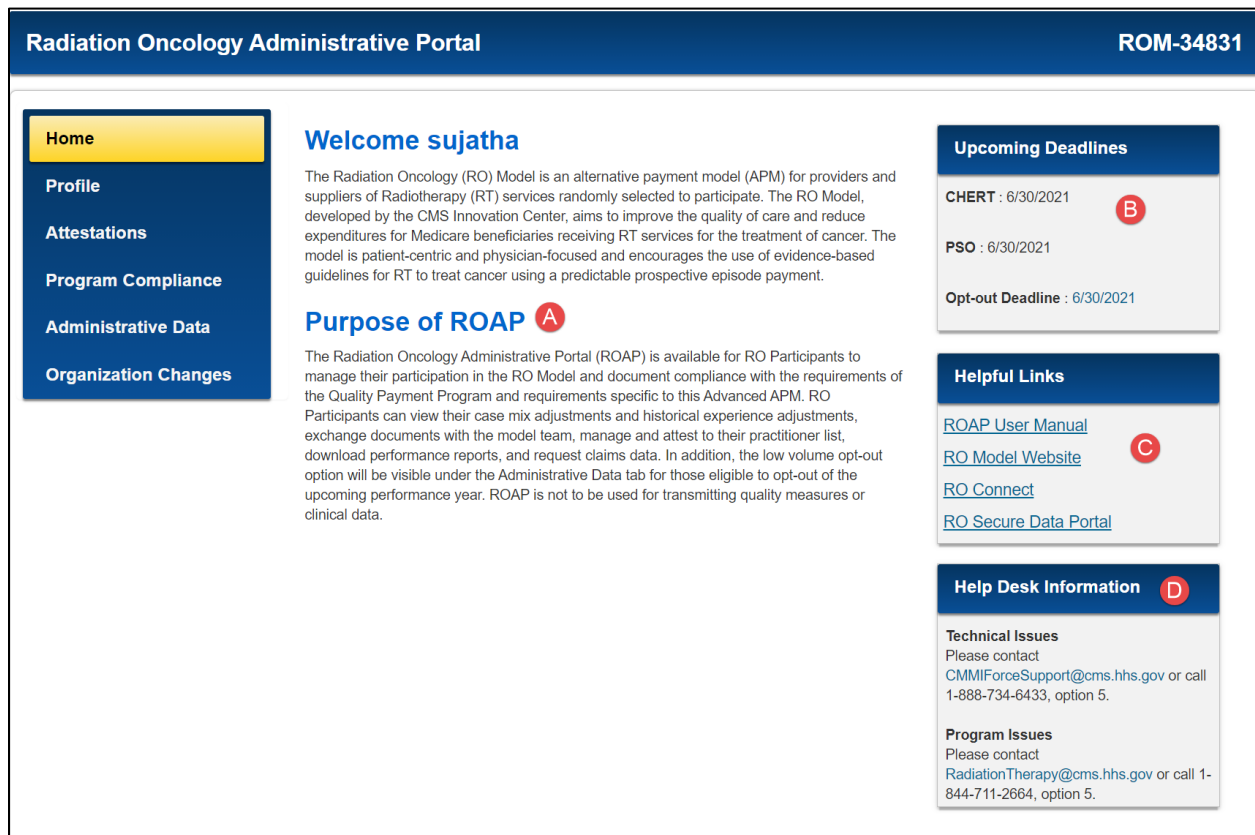 Radiation Oncology Administrative Portal
ROM-34831
Home
Profile
Attestations
Program Compliance
Administrative Data
Organization Changes
Welcome sujatha
The Radiation Oncology (RO) Model is an alternative payment model (APM) for providers and
suppliers of Radiotherapy (RT) services randomly selected to participate. The RO Model,
developed by the CMS Innovation Center, aims to improve the quality of care and reduce
expenditures for Medicare beneficiaries receiving RT services for the treatment of cancer. The
model is patient-centric and physician-focused and encourages the use of evidence-based
guidelines for RT to treat cancer using a predictable prospective episode payment.
Purpose of ROAP A
The Radiation Oncology Administrative Portal (ROAP) is available for RO Participants to
manage their participation in the RO Model and document compliance with the requirements of
the Quality Payment Program and requirements specific to this Advanced APM. RO
Participants can view their case mix adjustments and historical experience adjustments,
exchange documents with the model team, manage and attest to their practitioner list,
download performance reports, and request claims data. In addition, the low volume opt-out
option will be visible under the Administrative Data tab for those eligible to opt-out of the
upcoming performance year. ROAP is not to be used for transmitting quality measures or
clinical data.
Upcoming Deadlines
CHERT : 6/30/2021
B
PSO : 6/30/2021
Opt-out Deadline : 6/30/2021
Helpful Links
ROAP User Manual
C
RO Model Website
RO Connect
RO Secure Data Portal
Help Desk Information D
Technical Issues
Please contact
CMMIForceSupport@cms.hhs.gov or call
1-888-734-6433, option 5.
Program Issues
Please contact
RadiationTherapy@cms.hhs.gov or call 1-
844-711-2664, option 5.